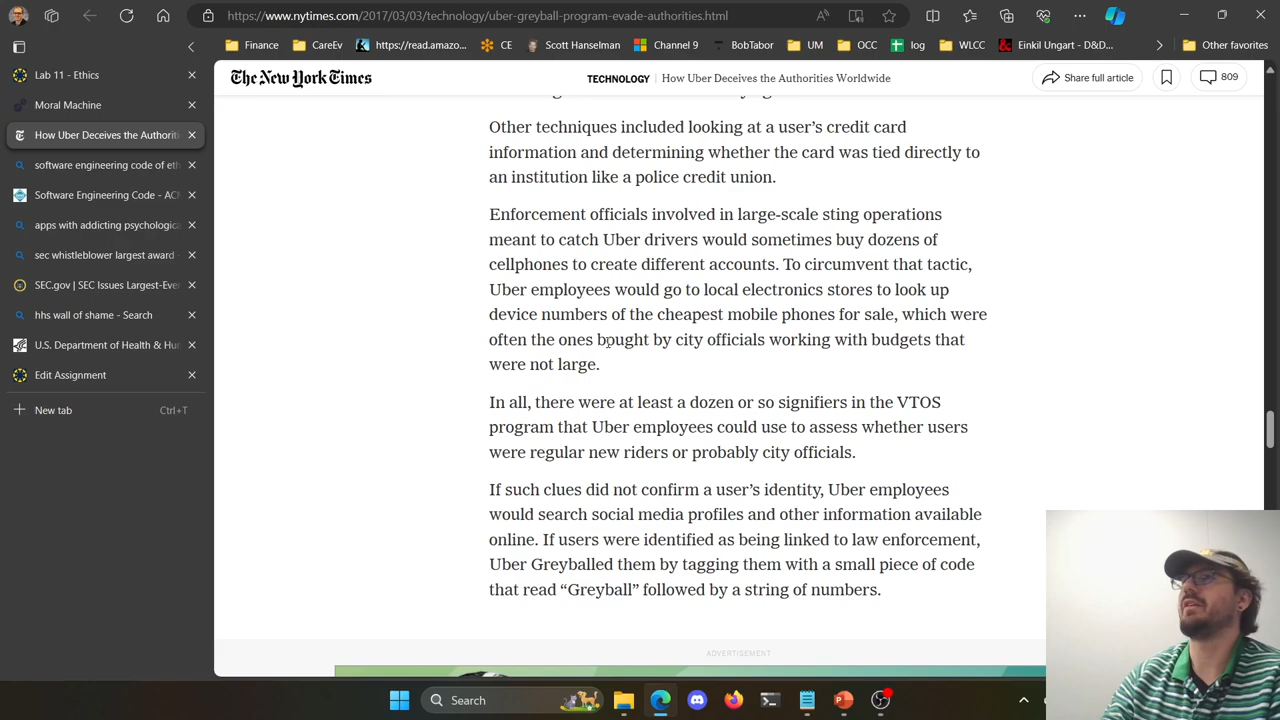 https://www.nytimes.com/2017/03/03/technology/uber-greyball-program-evade-authorities.html
Finance
CareEv
https://read.amazo...
CE
Scott Hanselman
Channel 9
BobTabor
UM
OCC
log
WLCC
Einkil Ungart - D&D...
Other favorites
Lab 11 - Ethics
Moral Machine
How Uber Deceives the Authoriti
software engineering code of eth
Software Engineering Code - AC
apps with addicting psychologica
sec whistleblower largest award
SEC.gov | SEC Issues Largest-Eve
hhs wall of shame - Search
U.S. Department of Health & Hu
Edit Assignment
New tab Ctrl+T
The New York Times
TECHNOLOGY | How Uber Deceives the Authorities Worldwide
Share full article
809
Other techniques included looking at a user’s credit card
information and determining whether the card was tied directly to
an institution like a police credit union.
Enforcement officials involved in large-scale sting operations
meant to catch Uber drivers would sometimes buy dozens of
cellphones to create different accounts. To circumvent that tactic,
Uber employees would go to local electronics stores to look up
device numbers of the cheapest mobile phones for sale, which were
often the ones bought by city officials working with budgets that
were not large.
In all, there were at least a dozen or so signifiers in the VTOS
program that Uber employees could use to assess whether users
were regular new riders or probably city officials.
If such clues did not confirm a user’s identity, Uber employees
would search social media profiles and other information available
online. If users were identified as being linked to law enforcement,
Uber Greyballed them by tagging them with a small piece of code
that read “Greyball” followed by a string of numbers.
ADVERTISEMENT
Search